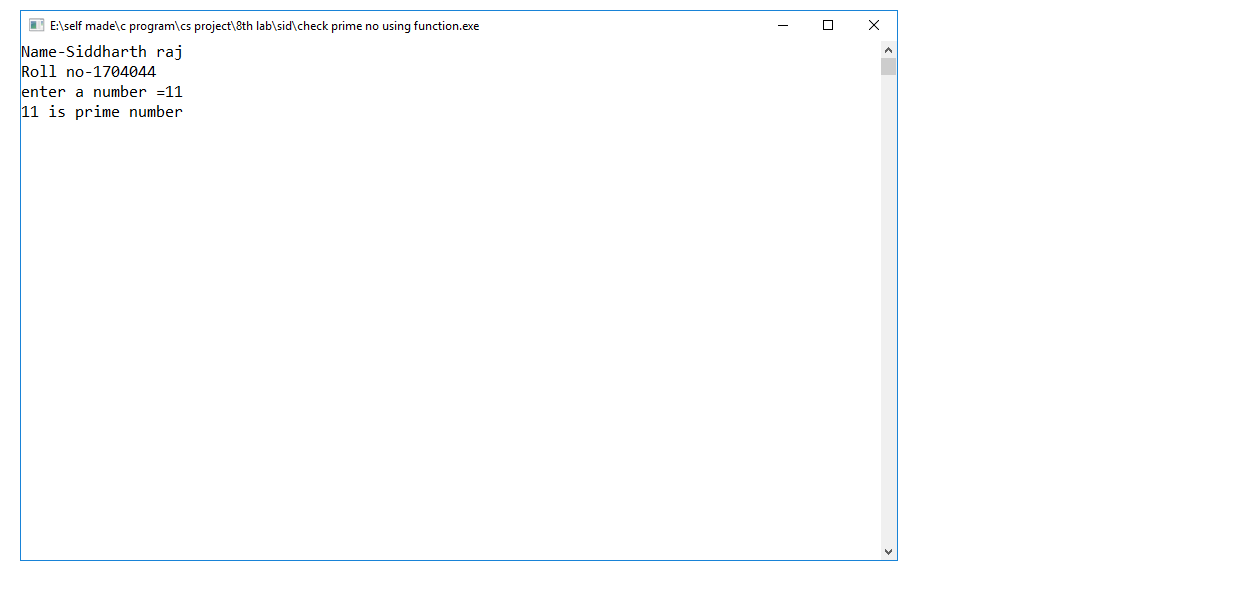 E:\self made\c program\cs project\8th lab\sid\check prime no using function.exe
Name-Siddharth raj
Roll no-1704044
enter a number =11
11 is prime number